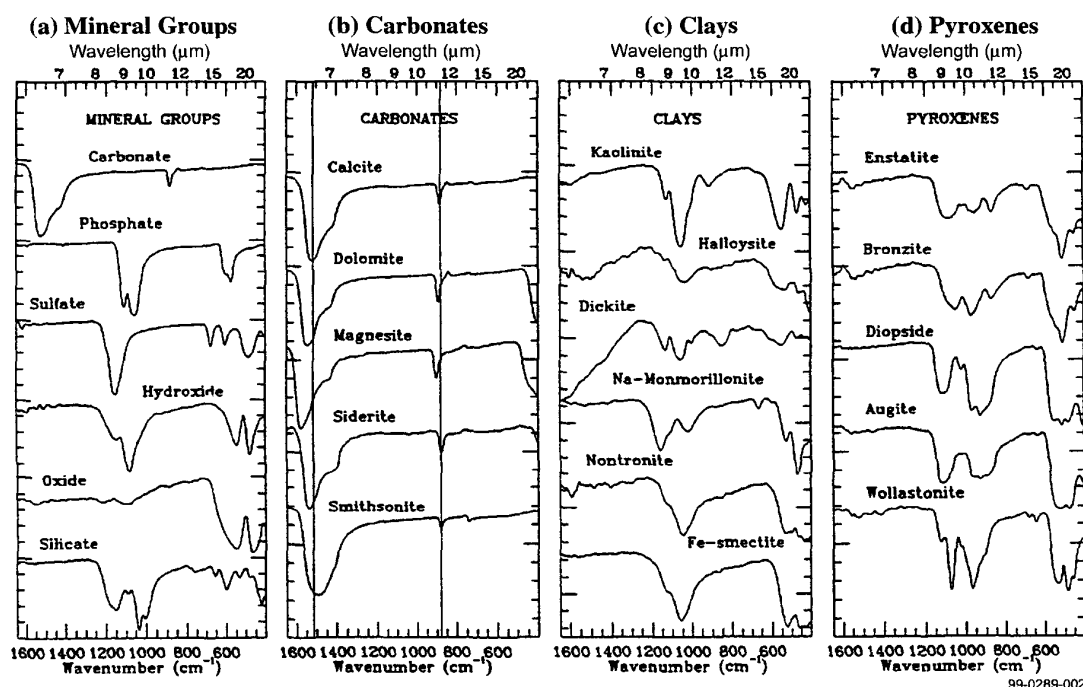 (a) Mineral Groups (b) Carbonates (c) Clays (d) Pyroxenes
Wavelength (µm) Wavelength (µm) Wavelength (µm) Wavelength (µm)
7 8 9 10 12 15 20 7 8 9 10 12 15 20 7 8 9 10 12 15 20 7 8 9 10 12 15 20
MINERAL GROUPS
Carbonate
Phosphate
Sulfate
Hydroxide
Oxide
Silicate
CARBONATES
Calcite
Dolomite
Magnesite
Siderite
Smithsonite
CLAYS
Kaolinite
Halloysite
Dickite
Na-Monmorillonite
Nontronite
Fe-smectite
PYROXENES
Enstatite
Bronzite
Diopside
Augite
Wollastonite
1600 1400 1200 1000 800 600 1600 1400 1200 1000 800 600 1600 1400 1200 1000 800 600 1600 1400 1200 1000 800 600
Wavenumber (cm⁻¹) Wavenumber (cm⁻¹) Wavenumber (cm⁻¹) Wavenumber (cm⁻¹)
99-0289-002